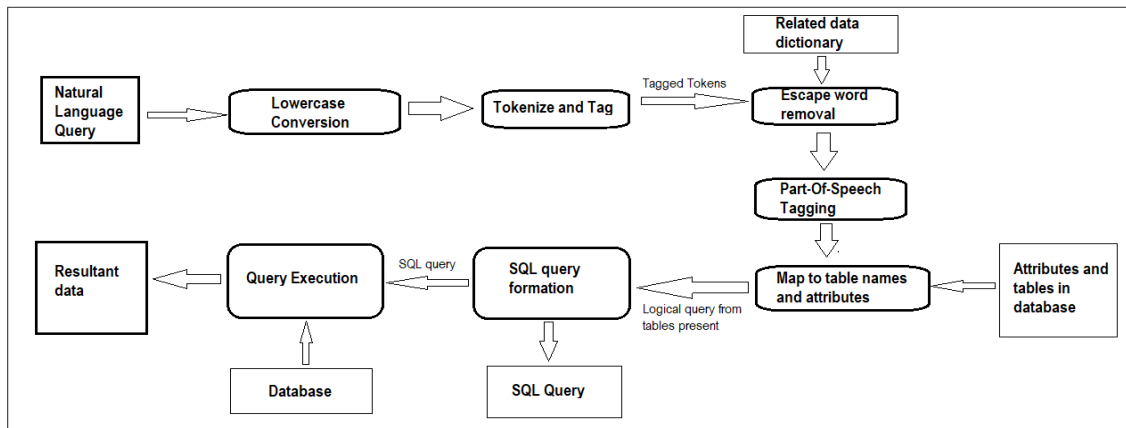 Related data
dictionary
Natural
Language
Query
Lowercase
Conversion
Tokenize and Tag
Tagged Tokens
Escape word
removal
Part-Of-Speech
Tagging
Resultant
data
Query Execution
SQL query
SQL query
formation
Logical query from
tables present
Map to table names
and attributes
Attributes and
tables in
database
Database
SQL Query